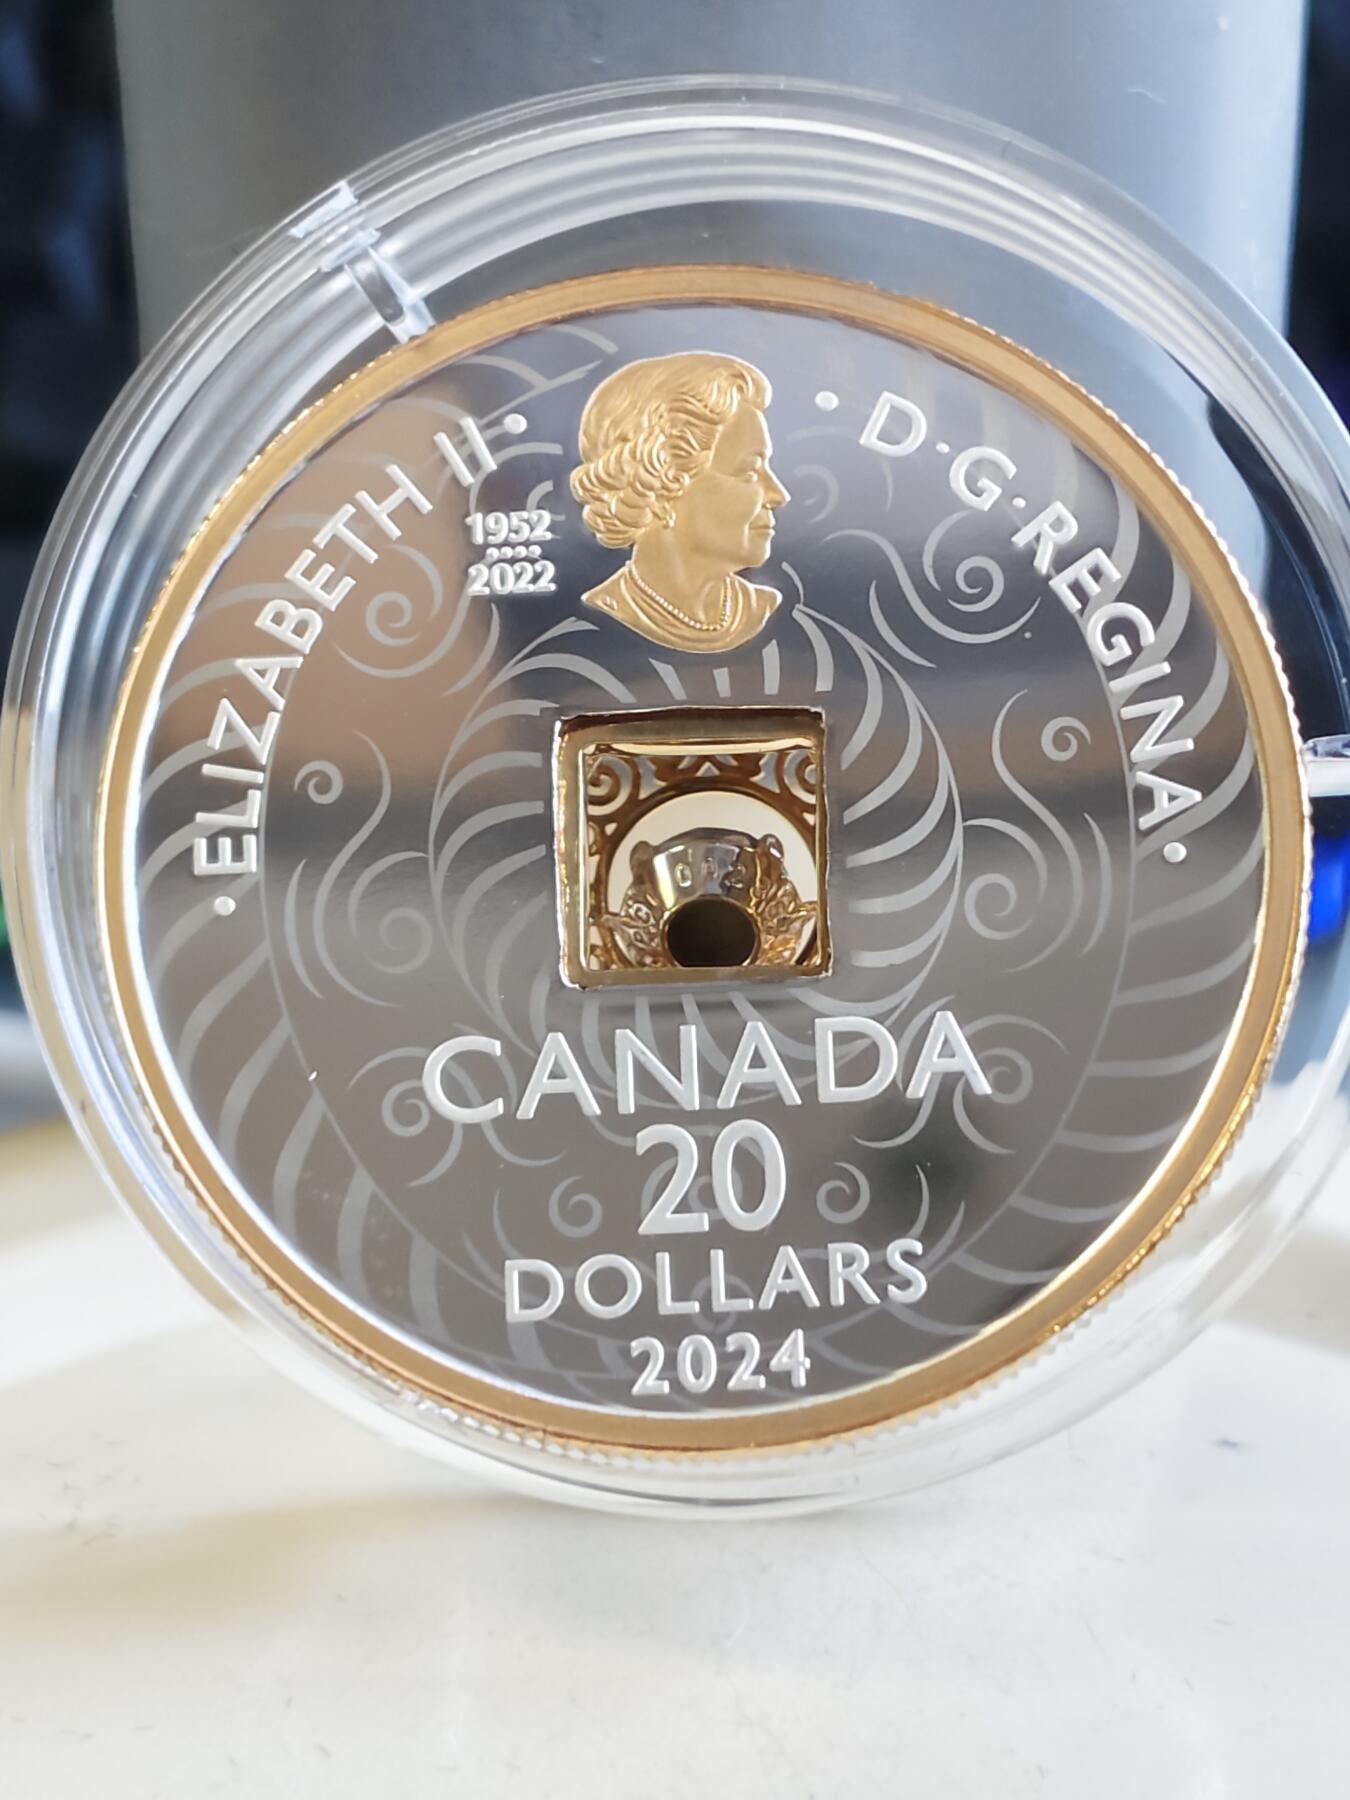 ·ELIZABETH II·
·D·G·REGINA·
1952
2022
CANADA
20
DOLLARS
2024